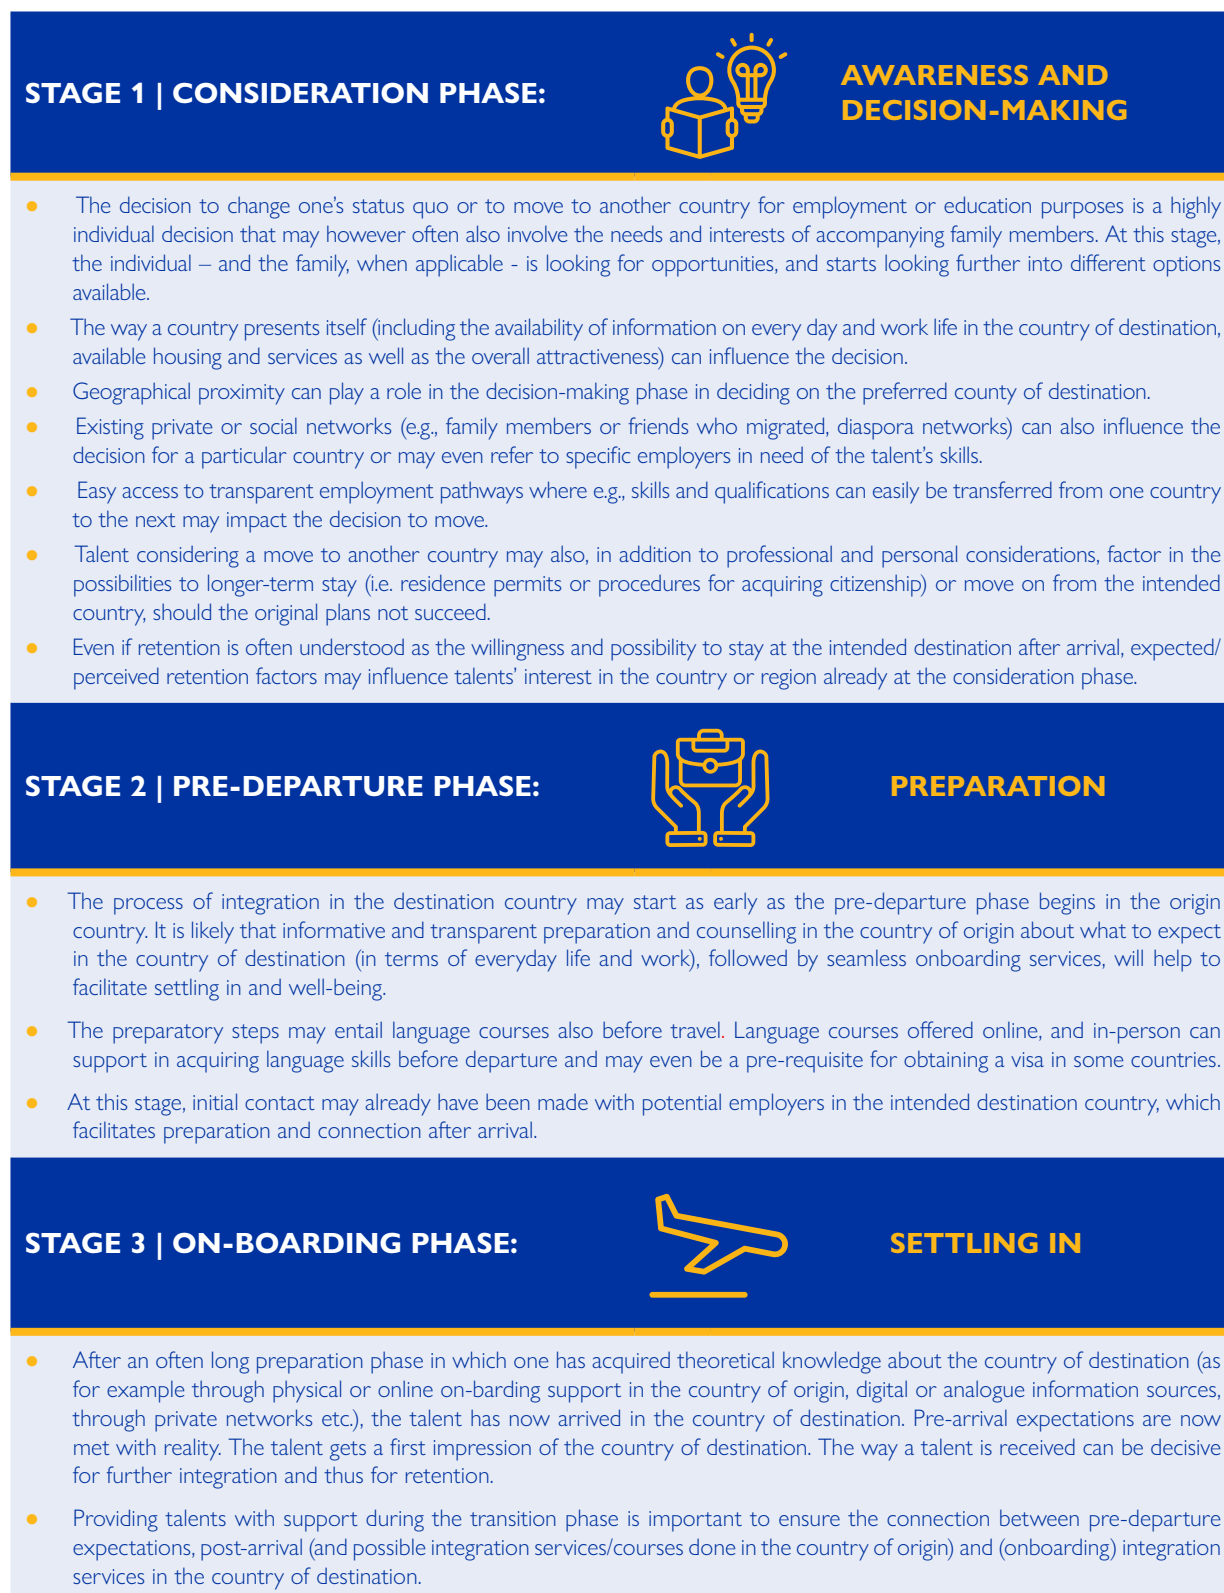 STAGE 1 | CONSIDERATION PHASE:
AWARENESS AND
DECISION-MAKING
● The decision to change one’s status quo or to move to another country for employment or education purposes is a highly
individual decision that may however often also involve the needs and interests of accompanying family members. At this stage,
the individual – and the family, when applicable - is looking for opportunities, and starts looking further into different options
available.
● The way a country presents itself (including the availability of information on every day and work life in the country of destination,
available housing and services as well as the overall attractiveness) can influence the decision.
● Geographical proximity can play a role in the decision-making phase in deciding on the preferred county of destination.
● Existing private or social networks (e.g., family members or friends who migrated, diaspora networks) can also influence the
decision for a particular country or may even refer to specific employers in need of the talent’s skills.
● Easy access to transparent employment pathways where e.g., skills and qualifications can easily be transferred from one country
to the next may impact the decision to move.
● Talent considering a move to another country may also, in addition to professional and personal considerations, factor in the
possibilities to longer-term stay (i.e. residence permits or procedures for acquiring citizenship) or move on from the intended
country, should the original plans not succeed.
● Even if retention is often understood as the willingness and possibility to stay at the intended destination after arrival, expected/
perceived retention factors may influence talents’ interest in the country or region already at the consideration phase.
STAGE 2 | PRE-DEPARTURE PHASE:
PREPARATION
● The process of integration in the destination country may start as early as the pre-departure phase begins in the origin
country. It is likely that informative and transparent preparation and counselling in the country of origin about what to expect
in the country of destination (in terms of everyday life and work), followed by seamless onboarding services, will help to
facilitate settling in and well-being.
● The preparatory steps may entail language courses also before travel. Language courses offered online, and in-person can
support in acquiring language skills before departure and may even be a pre-requisite for obtaining a visa in some countries.
● At this stage, initial contact may already have been made with potential employers in the intended destination country, which
facilitates preparation and connection after arrival.
STAGE 3 | ON-BOARDING PHASE:
SETTLING IN
● After an often long preparation phase in which one has acquired theoretical knowledge about the country of destination (as
for example through physical or online on-barding support in the country of origin, digital or analogue information sources,
through private networks etc.), the talent has now arrived in the country of destination. Pre-arrival expectations are now
met with reality. The talent gets a first impression of the country of destination. The way a talent is received can be decisive
for further integration and thus for retention.
● Providing talents with support during the transition phase is important to ensure the connection between pre-departure
expectations, post-arrival (and possible integration services/courses done in the country of origin) and (onboarding) integration
services in the country of destination.